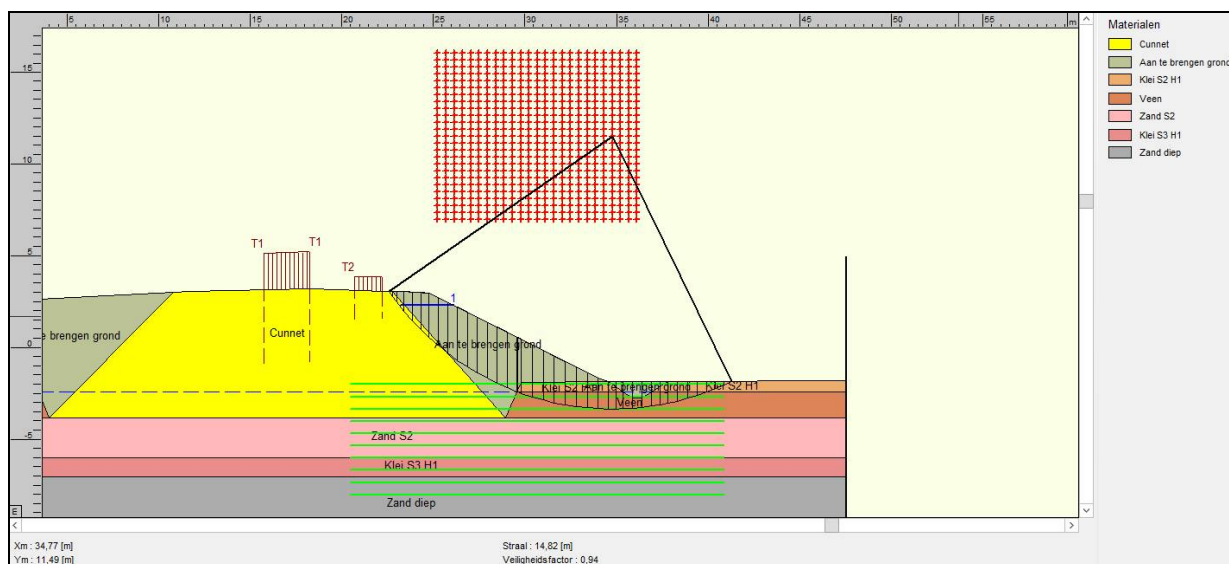 5 10 15 20 25 30 35 40 45 50 55 m
Materialen
Cunnet
Aan te brengen grond
Klei S2 H1
Veen
Zand S2
Klei S3 H1
Zand diep
15
10
5
0
-5
m
T1 T1
T2
1
Cunnet
e brengen grond
Aan te brengen grond
Klei S2 Aan te brengen grond Klei S2 H1
Veen
Zand S2
Klei S3 H1
Zand diep
Xm : 34,77 [m] Straal : 14,82 [m]
Ym : 11,49 [m] Veiligheidsfactor : 0,94